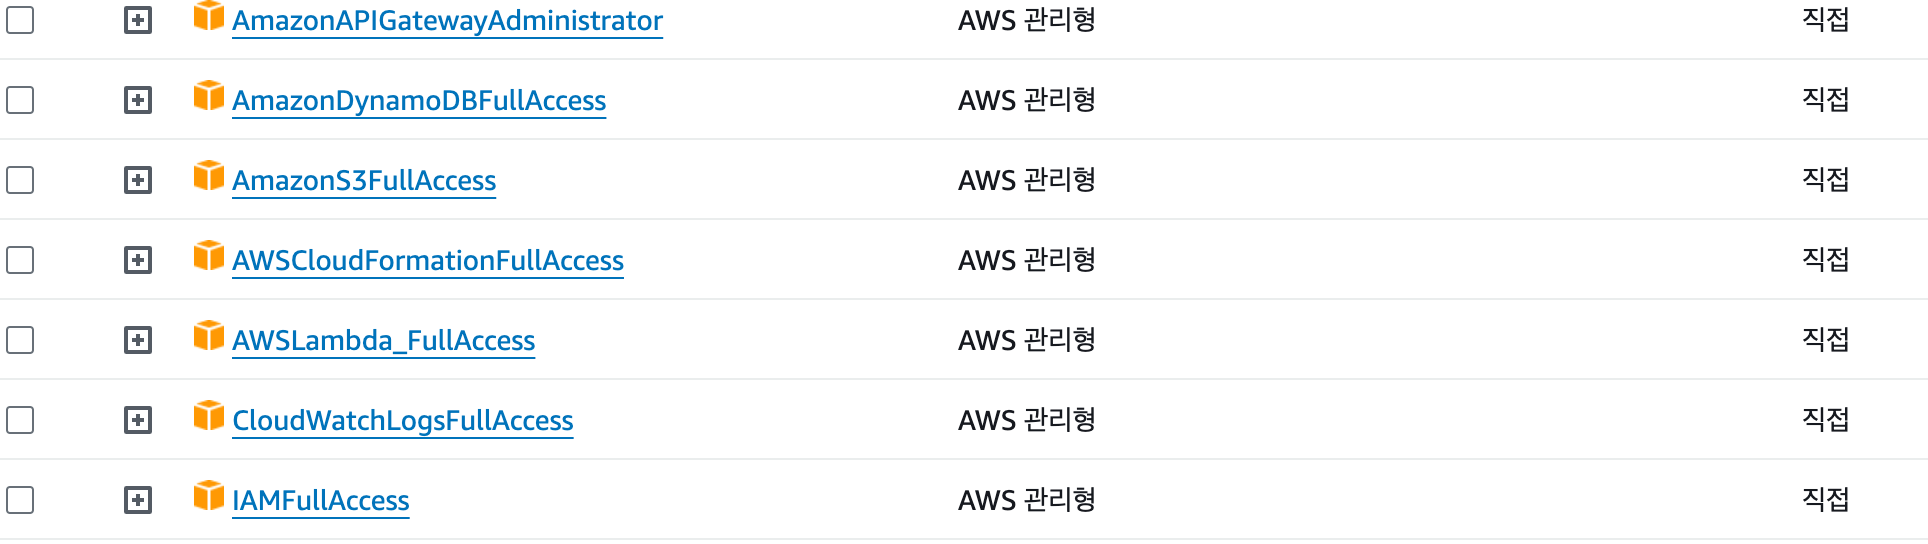 AmazonAPIGatewayAdministrator AWS 관리형 직접
AmazonDynamoDBFullAccess AWS 관리형 직접
AmazonS3FullAccess AWS 관리형 직접
AWSCloudFormationFullAccess AWS 관리형 직접
AWSLambda_FullAccess AWS 관리형 직접
CloudWatchLogsFullAccess AWS 관리형 직접
IAMFullAccess AWS 관리형 직접